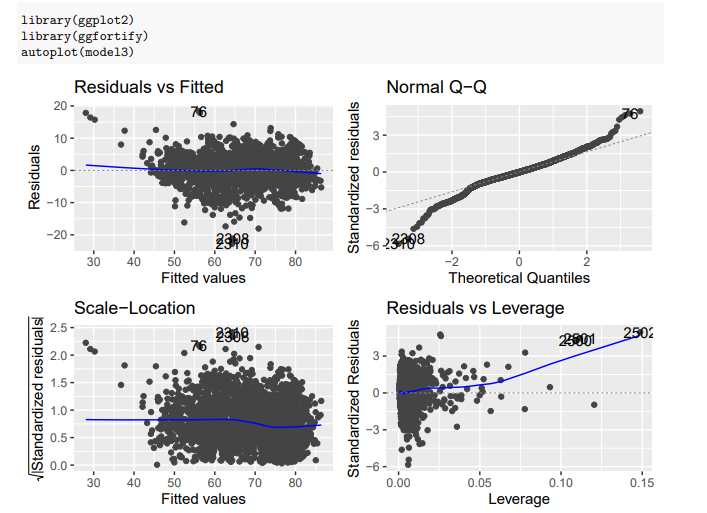 library(ggplot2)
library(ggfortify)
autoplot(model3)
Residuals vs Fitted
Residuals
20
10
0
−10
−20
76
2308
2310
30 40 50 60 70 80
Fitted values
Normal Q−Q
Standardized residuals
3
0
−3
−6
76
2308
2310
−2 0 2
Theoretical Quantiles
Scale−Location
√|Standardized residuals|
2.5
2.0
1.5
1.0
0.5
0.0
2310
2308
76
30 40 50 60 70 80
Fitted values
Residuals vs Leverage
Standardized Residuals
3
0
−3
−6
2501
2500
2502
0.00 0.05 0.10 0.15
Leverage